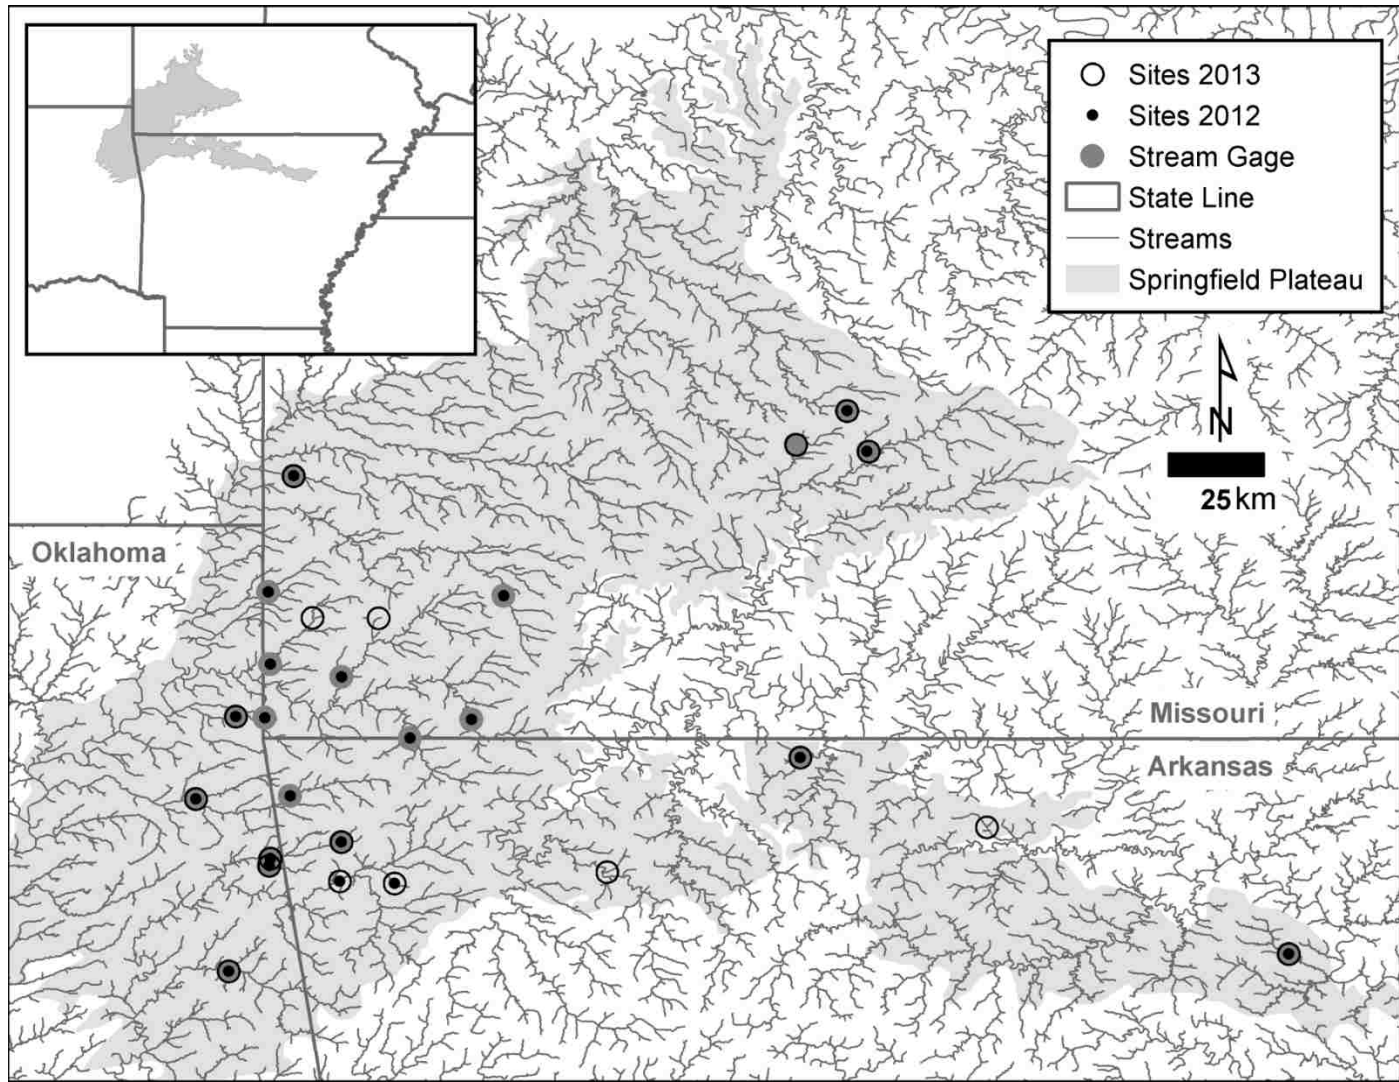 Sites 2013
Sites 2012
Stream Gage
State Line
Streams
Springfield Plateau
N
25 km
Oklahoma
Missouri
Arkansas